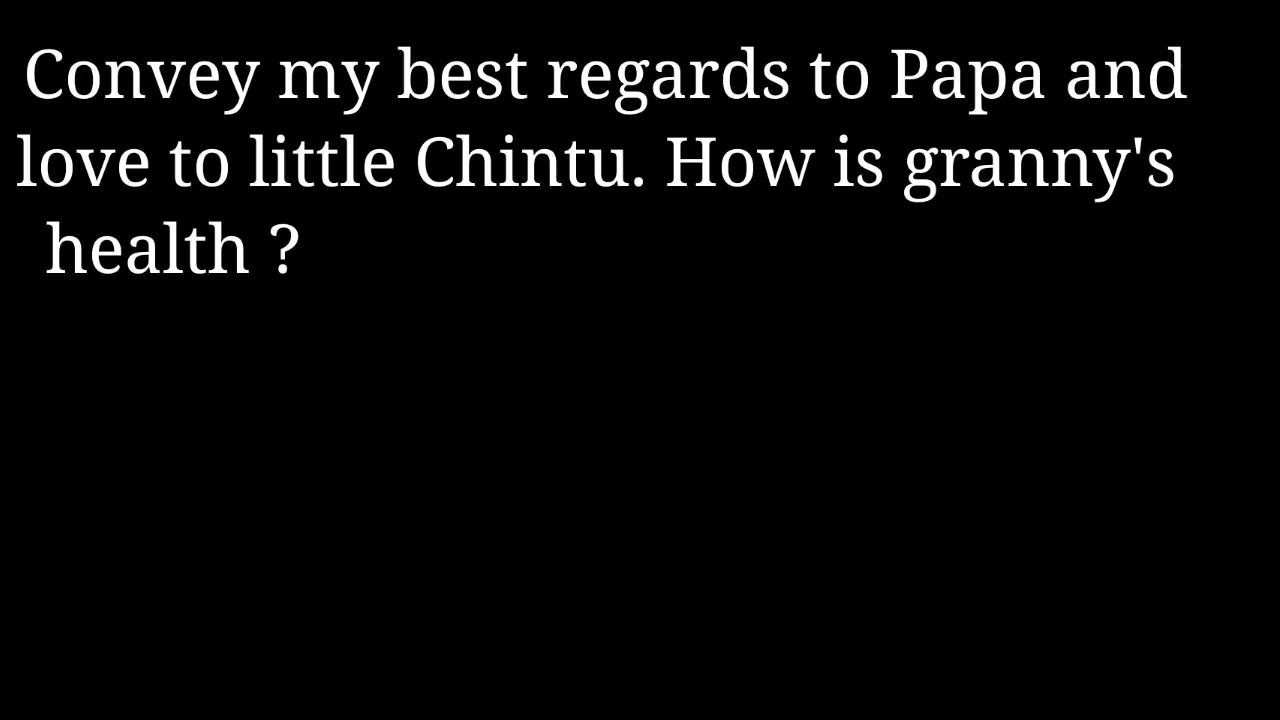 Convey my best regards to Papa and
love to little Chintu. How is granny's
health ?